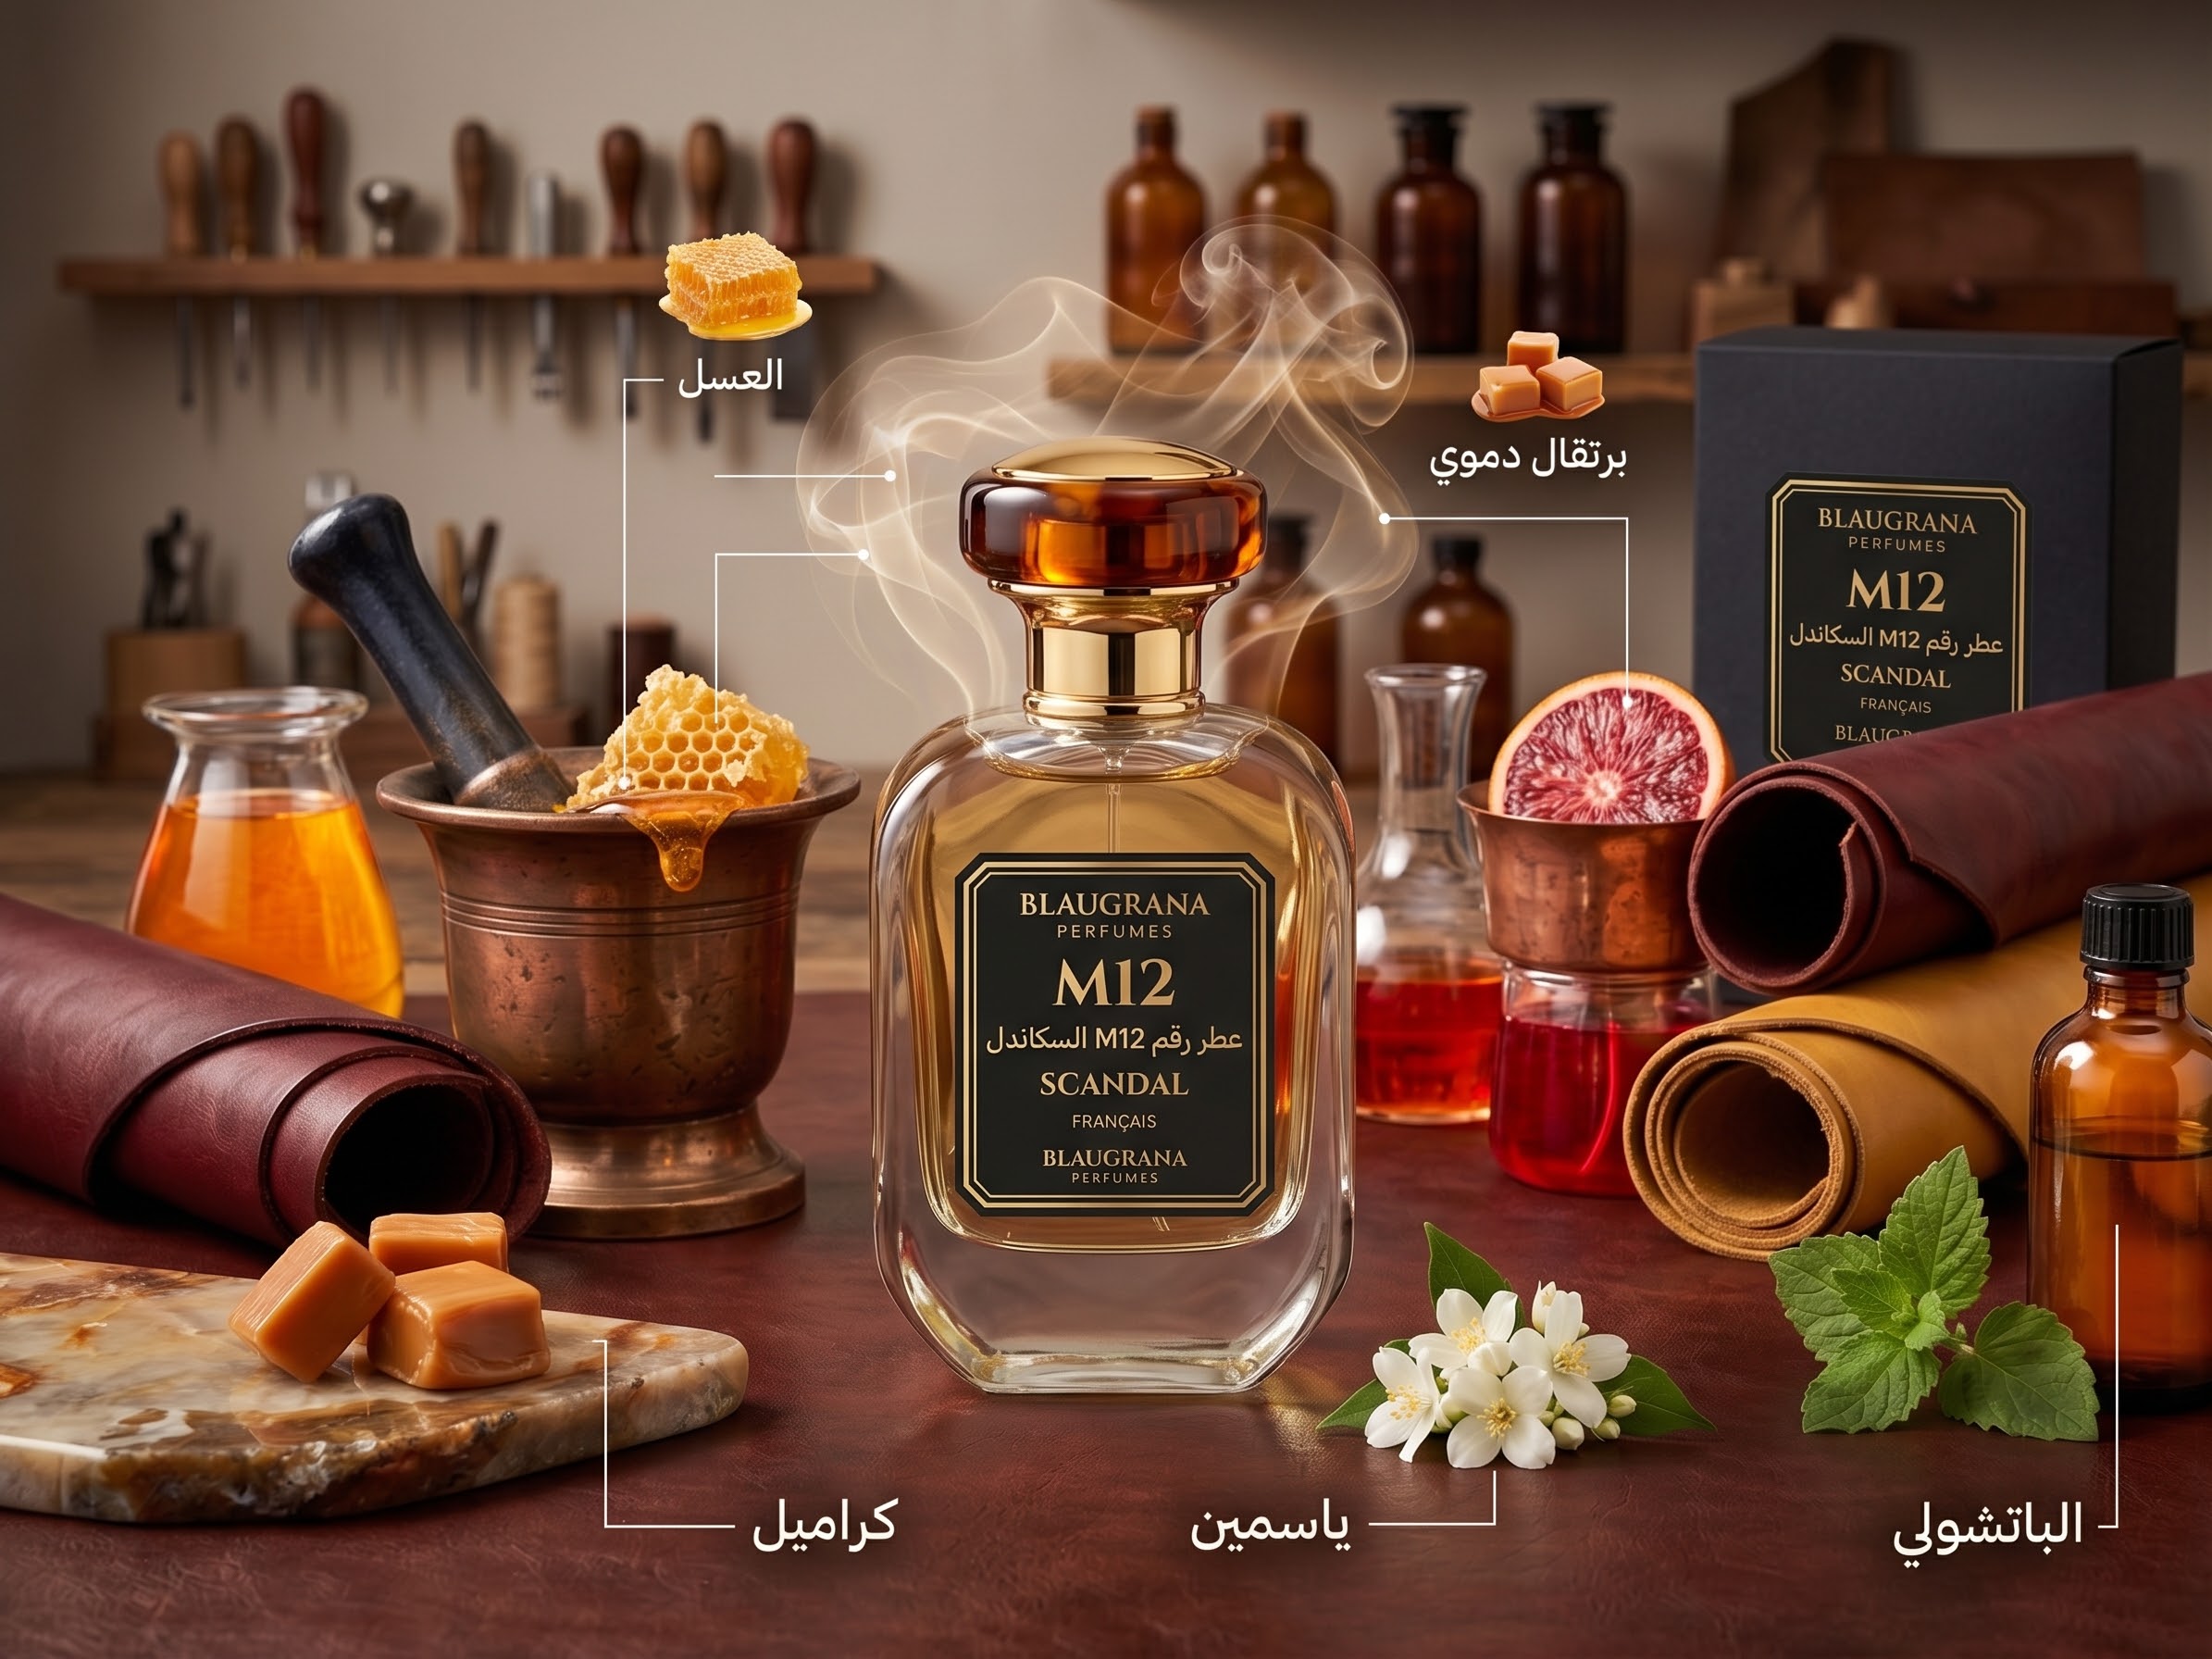 العسل
برتقال دموي
BLAUGRANA
PERFUMES
M12
عطر رقم M12 السكاندل
SCANDAL
FRANÇAIS
BLAUGRANA
PERFUMES
BLAUGRANA
PERFUMES
M12
عطر رقم M12 السكاندل
SCANDAL
FRANÇAIS
كراميل
ياسمين
الباتشولي